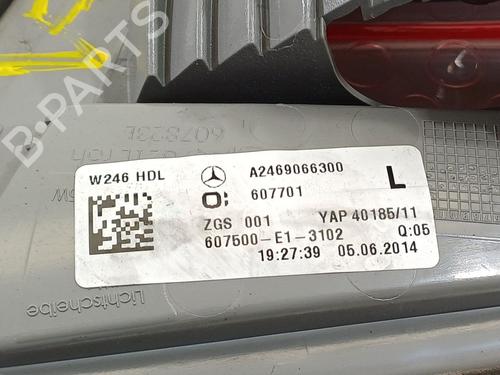 B-PARTS
607823E
W246 HDL A2469066300 L
607701
ZGS 001 YAP 40185/11
607500-E1-3102 Q:05
19:27:39 05.06.2014
Lichtscheibe